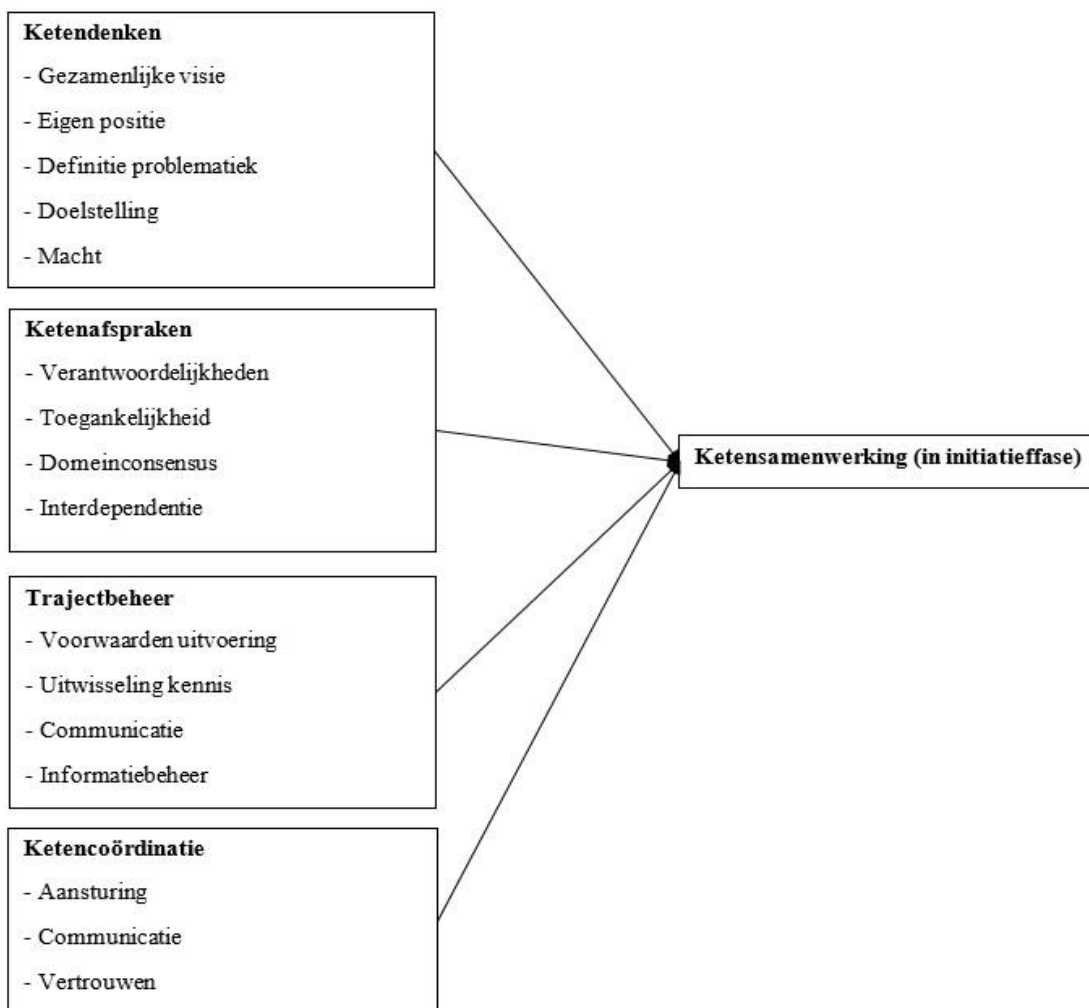 Ketendenken
- Gezamenlijke visie
- Eigen positie
- Definitie problematiek
- Doelstelling
- Macht
Ketenafspraken
- Verantwoordelijkheden
- Toegankelijkheid
- Domeinconsensus
- Interdependentie
Trajectbeheer
- Voorwaarden uitvoering
- Uitwisseling kennis
- Communicatie
- Informatiebeheer
Ketencoördinatie
- Aansturing
- Communicatie
- Vertrouwen
Ketensamenwerking (in initiatieffase)